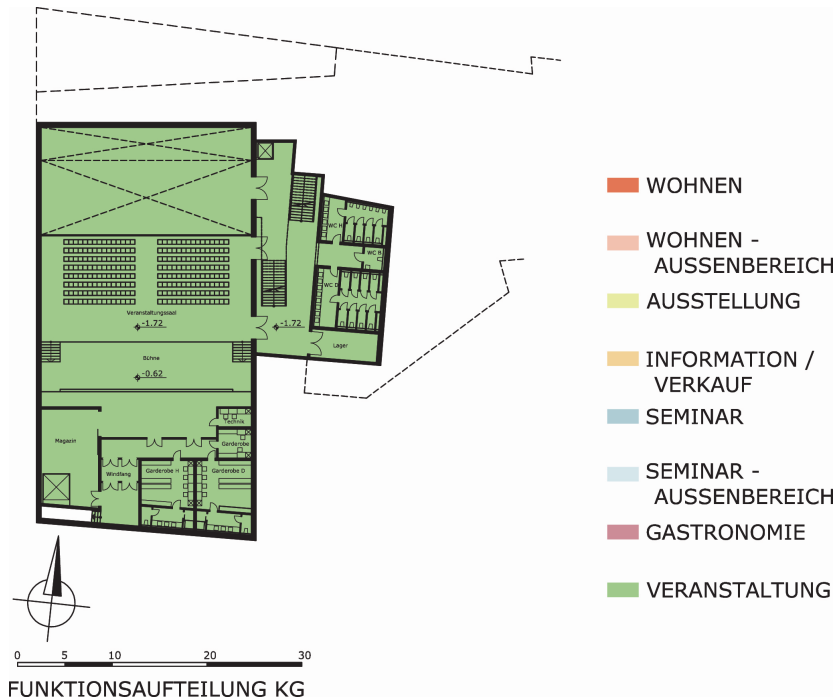 WC H
WC B
WC D
Veranstaltungssaal
-1.72
-1.72
Bühne
Lager
-0.62
Technik
Magazin
Garderobe
Windfang
Garderobe H
Garderobe D
WOHNEN
WOHNEN -
AUSSENBEREICH
AUSSTELLUNG
INFORMATION /
VERKAUF
SEMINAR
SEMINAR -
AUSSENBEREICH
GASTRONOMIE
VERANSTALTUNG
0 5 10 20 30
FUNKTIONSAUFTEILUNG KG